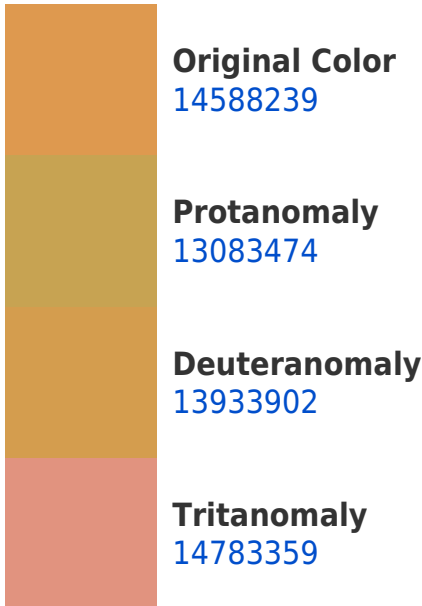 Original Color
14588239
Protanomaly
13083474
Deuteranomaly
13933902
Tritanomaly
14783359